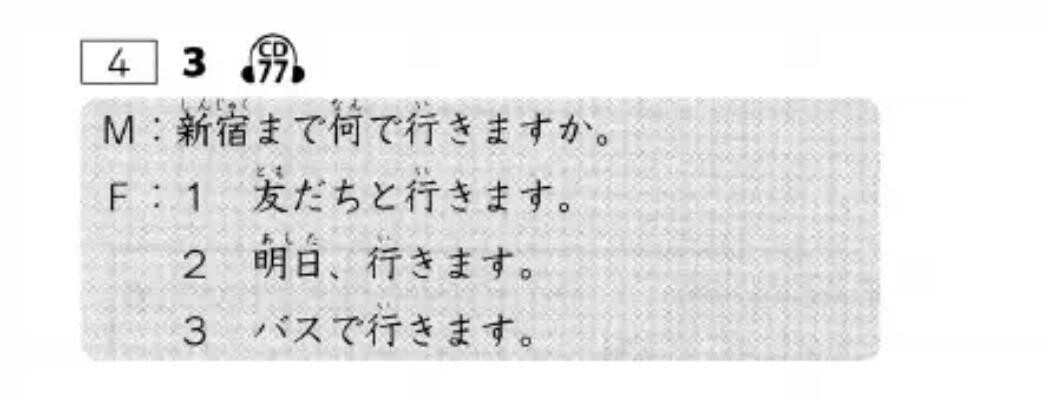 4 3 CD 77
M：新宿まで何で行きますか。
F：1 友だちと行きます。
2 明日、行きます。
3 バスで行きます。